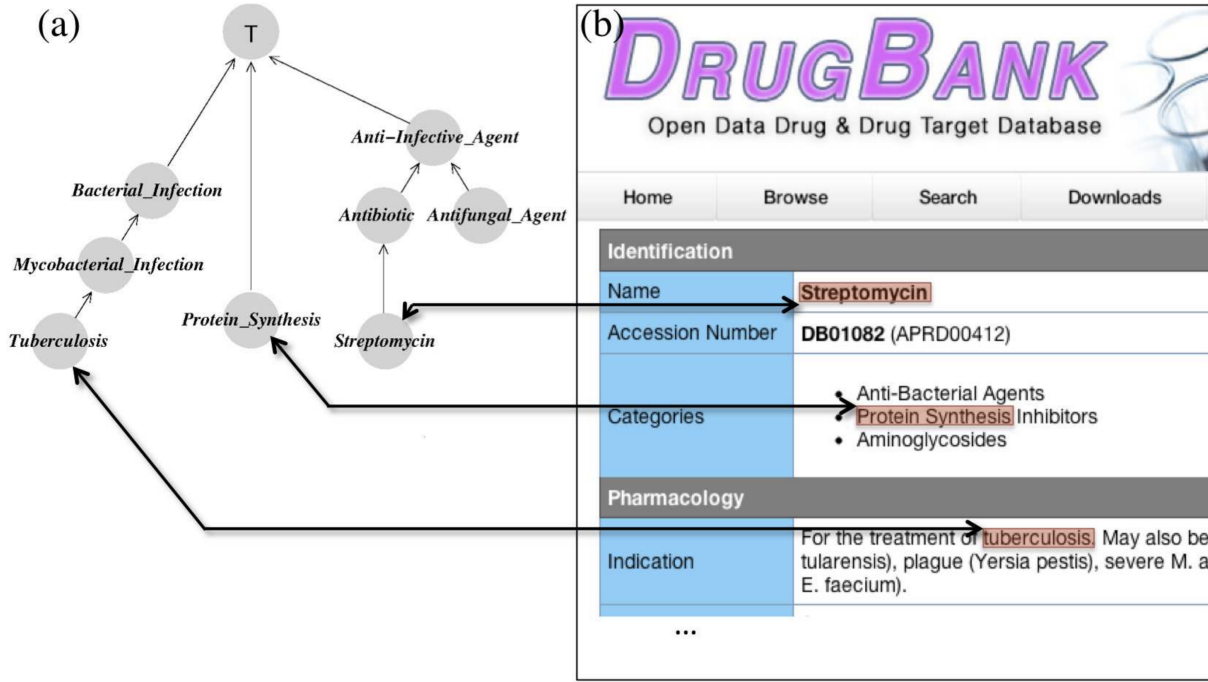 (a)
T
Anti-Infective_Agent
Bacterial_Infection
Antibiotic
Antifungal_Agent
Mycobacterial_Infection
Protein_Synthesis
Tuberculosis
Streptomycin
(b)
DRUGBANK
Open Data Drug & Drug Target Database
Home Browse Search Downloads
Identification
Name Streptomycin
Accession Number DB01082 (APRD00412)
Categories
• Anti-Bacterial Agents
• Protein Synthesis Inhibitors
• Aminoglycosides
Pharmacology
Indication
For the treatment of tuberculosis. May also be
tularensis), plague (Yersia pestis), severe M. a
E. faecium).
...